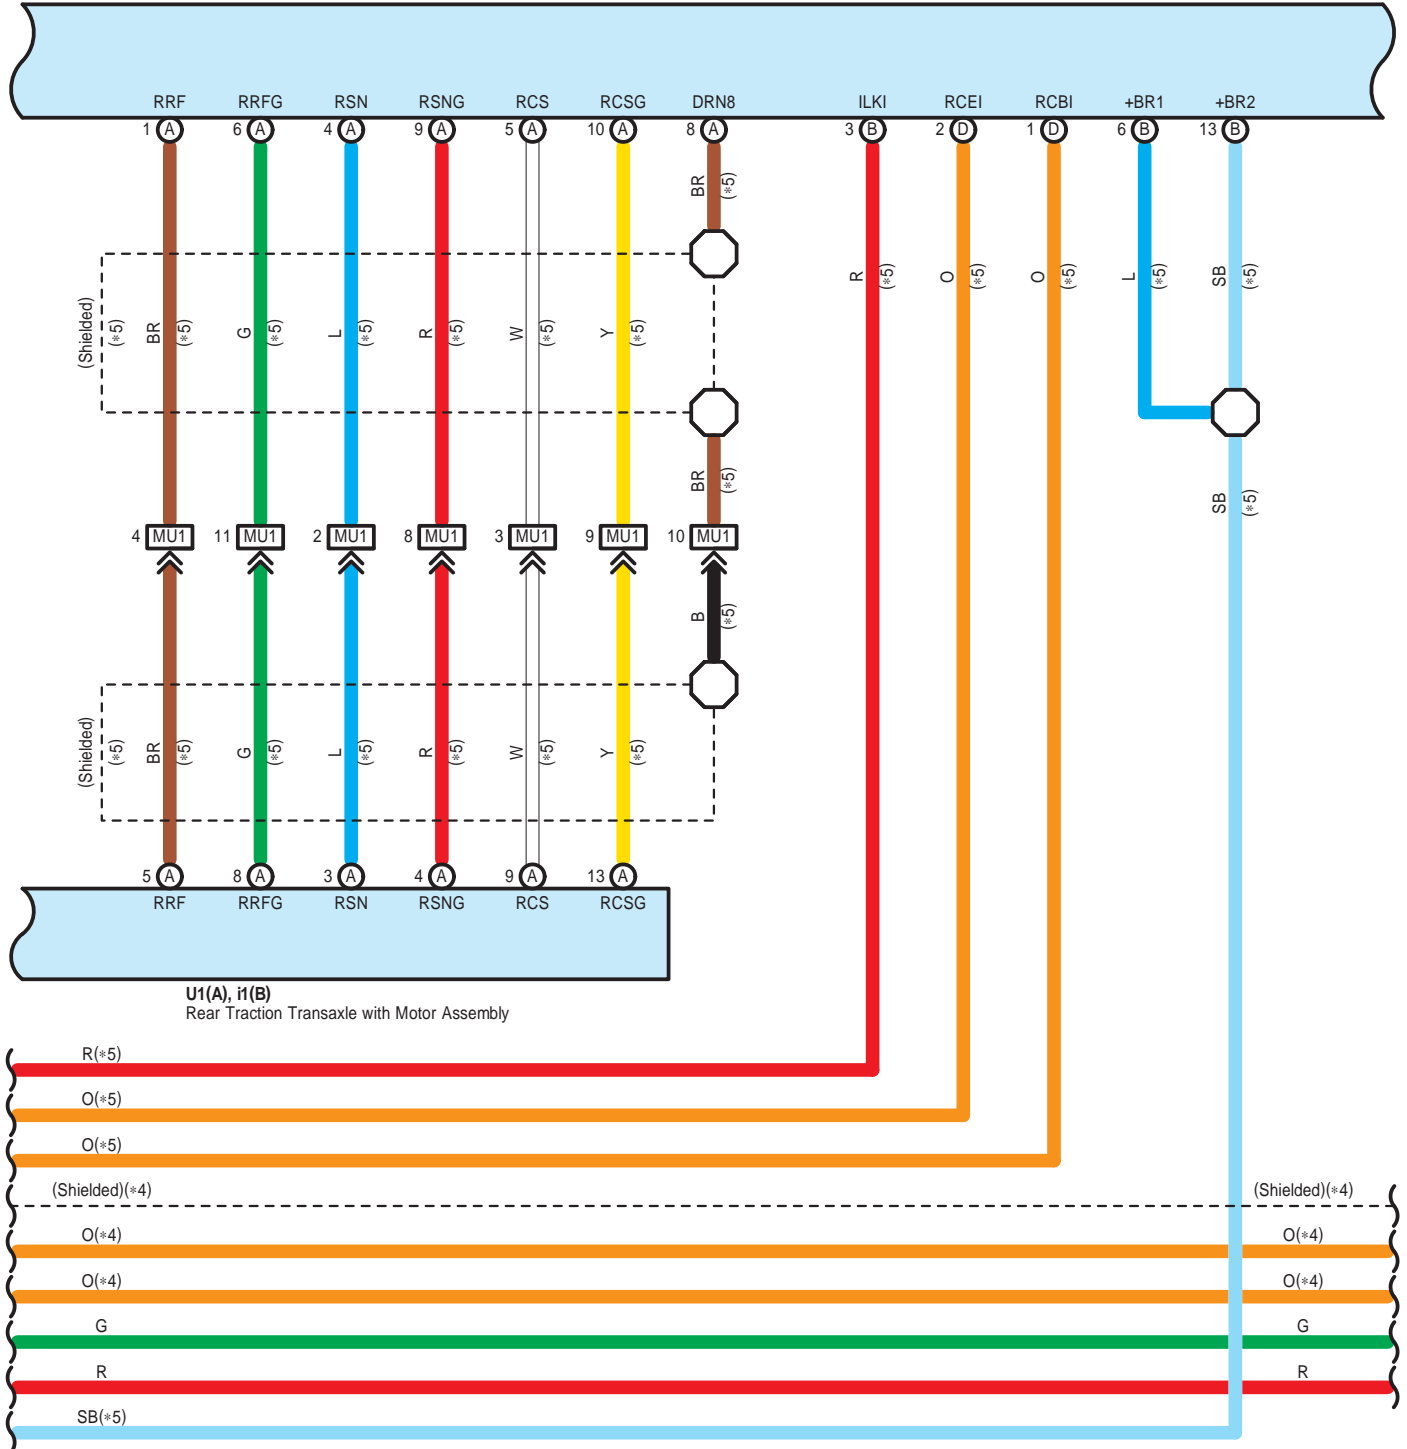 RRF RRFG RSN RSNG RCS RCSG DRN8 ILKI RCEI RCBI +BR1 +BR2
1 A 6 A 4 A 9 A 5 A 10 A 8 A 3 B 2 D 1 D 6 B 13 B
BR (*5)
R (*5) O (*5) O (*5) L (*5) SB (*5)
(Shielded) (*5) BR (*5) G (*5) L (*5) R (*5) W (*5) Y (*5)
BR (*5) SB (*5)
4 MU1 11 MU1 2 MU1 8 MU1 3 MU1 9 MU1 10 MU1
B (*5)
(Shielded) (*5) BR (*5) G (*5) L (*5) R (*5) W (*5) Y (*5)
5 A 8 A 3 A 4 A 9 A 13 A
RRF RRFG RSN RSNG RCS RCSG
U1(A), i1(B)
Rear Traction Transaxle with Motor Assembly
R(*5)
O(*5)
O(*5)
(Shielded)(*4) (Shielded)(*4)
O(*4) O(*4)
O(*4) O(*4)
G G
R R
SB(*5)